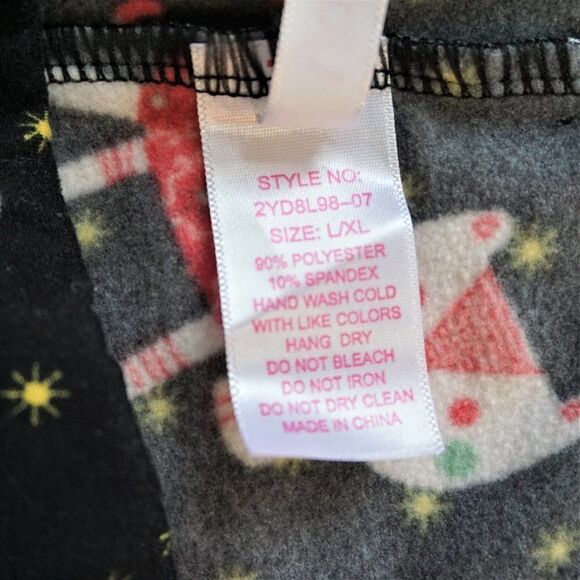 STYLE NO:
2YD8L98-07
SIZE: L/XL
90% POLYESTER
10% SPANDEX
HAND WASH COLD
WITH LIKE COLORS
HANG DRY
DO NOT BLEACH
DO NOT IRON
DO NOT DRY CLEAN
MADE IN CHINA